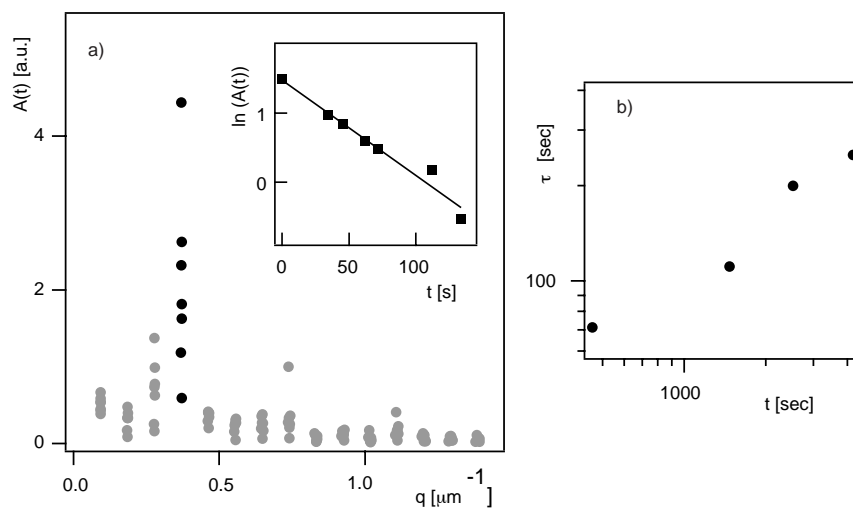 a)
A(t) [a.u.]
4
2
0
0.0
0.5
1.0
q [μm
-1
]
ln (A(t))
1
0
0
50
100
t [s]
b)
τ [sec]
100
1000
t [sec]